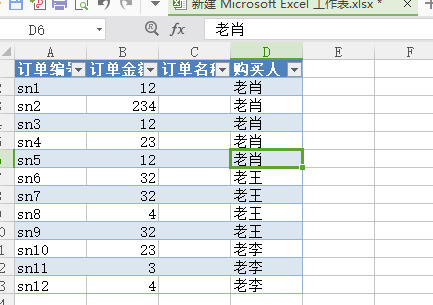 新建 Microsoft Excel 工作表.xlsx *
D6 fx 老肖
A B C D E F
订单编号 订单金额 订单名称 购买人
sn1 12 老肖
sn2 234 老肖
sn3 12 老肖
sn4 23 老肖
sn5 12 老肖
sn6 32 老王
sn7 32 老王
sn8 4 老王
sn9 32 老王
sn10 23 老李
sn11 3 老李
sn12 4 老李